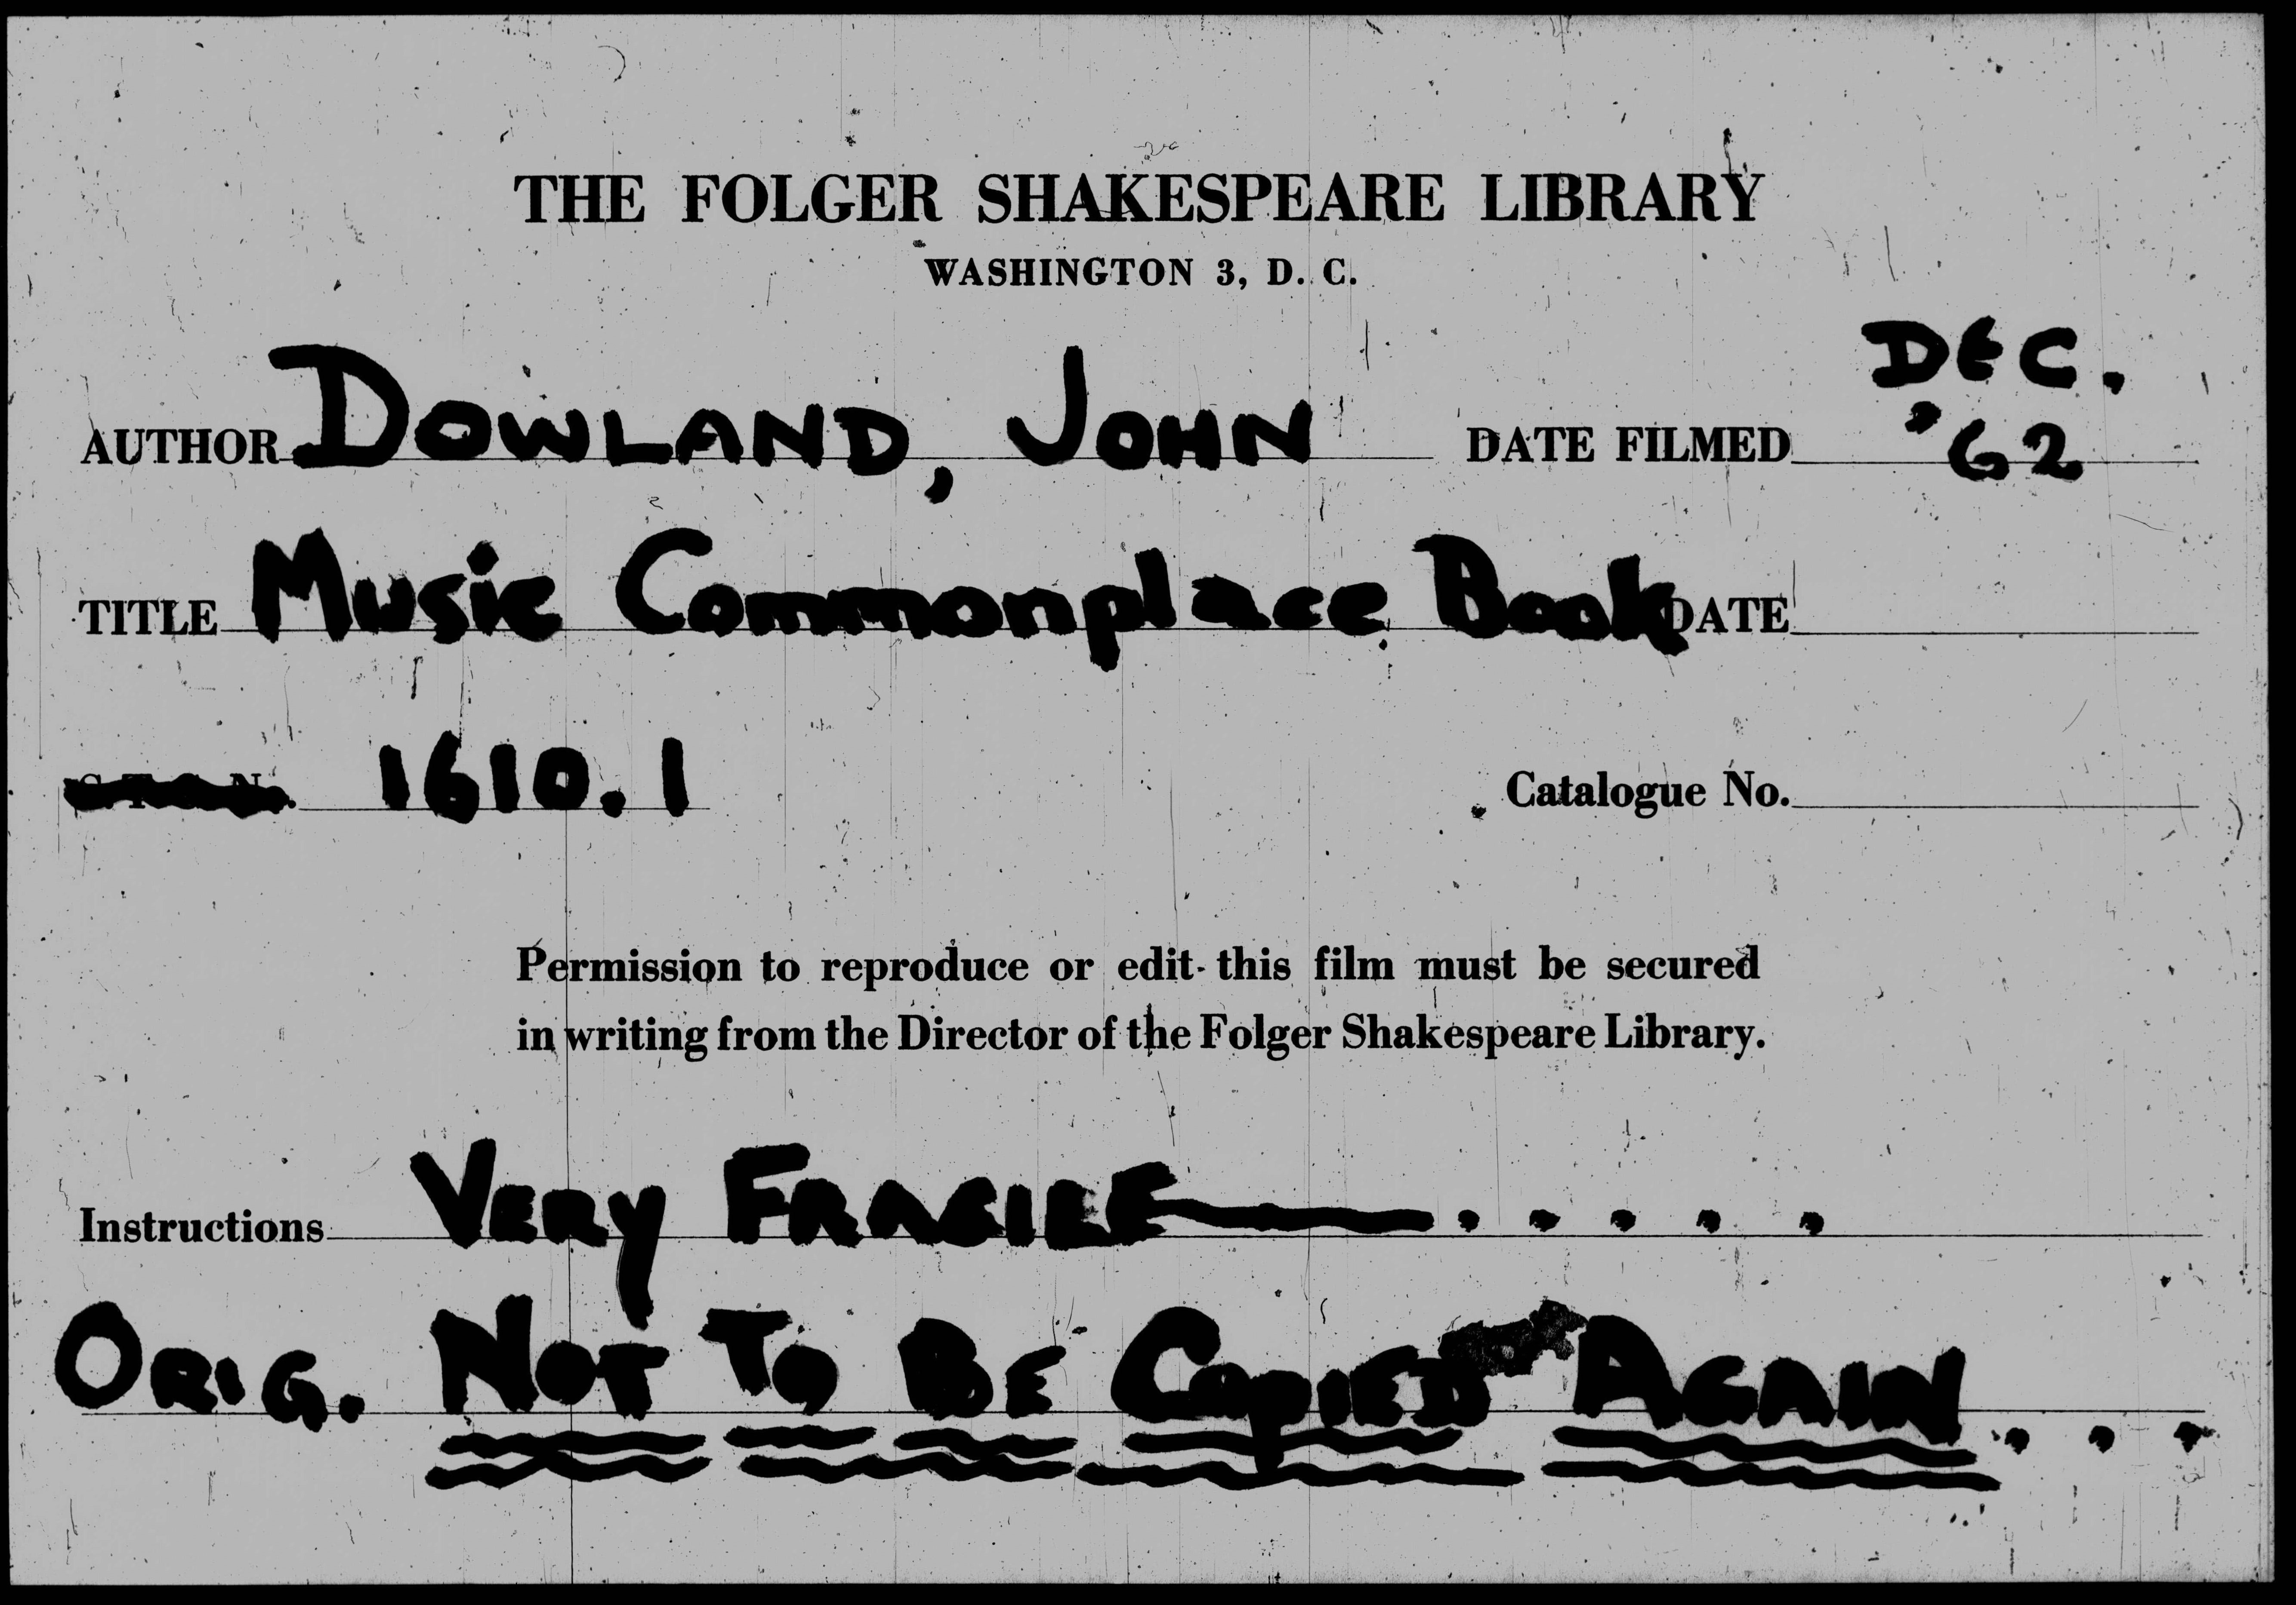 THE FOLGER SHAKESPEARE LIBRARY
WASHINGTON 3, D. C.
AUTHOR DOWLAND, JOHN DATE FILMED DEC. '62
TITLE Music Commonplace Book DATE
S. T. C. No. 1610.1 Catalogue No.
Permission to reproduce or edit this film must be secured
in writing from the Director of the Folger Shakespeare Library.
Instructions VERY FRAGILE — . . . . .
ORIG. NOT TO BE COPIED AGAIN . . .